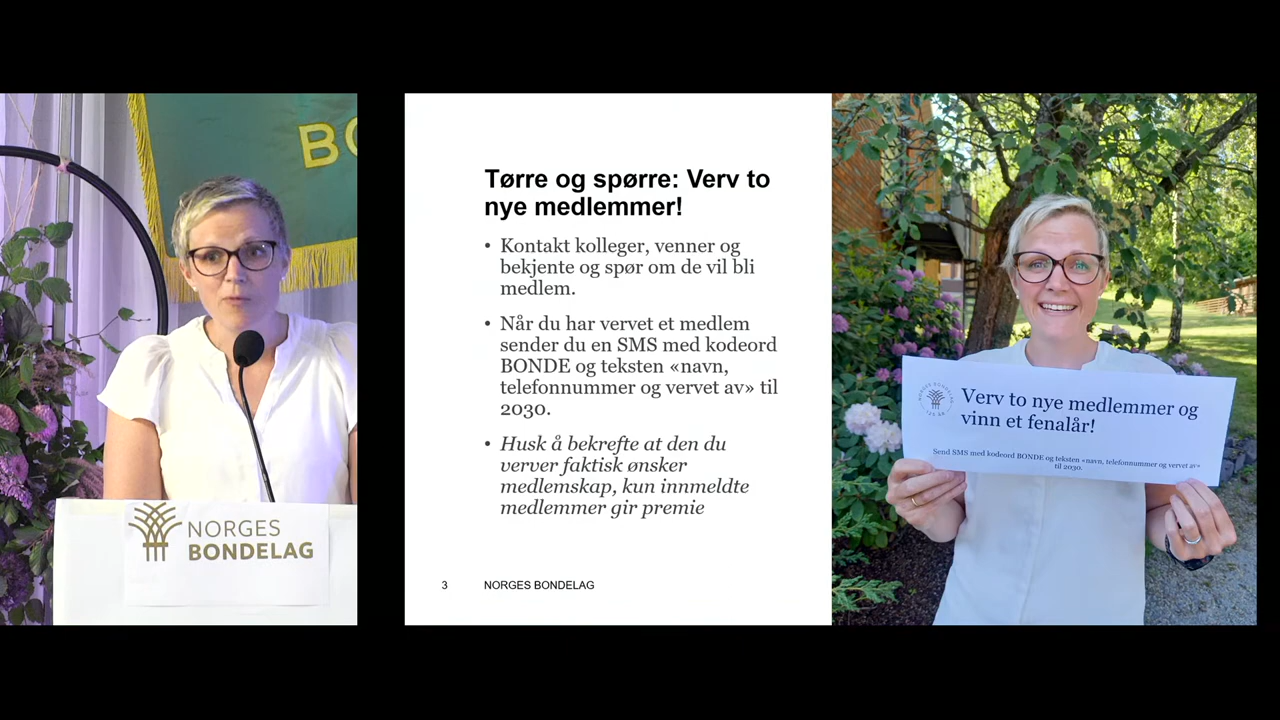 BO
NORGES
BONDELAG
Tørre og spørre: Verv to
nye medlemmer!
• Kontakt kolleger, venner og
bekjente og spør om de vil bli
medlem.
• Når du har vervet et medlem
sender du en SMS med kodeord
BONDE og teksten «navn,
telefonnummer og vervet av» til
2030.
• Husk å bekrefte at den du
verver faktisk ønsker
medlemskap, kun innmeldte
medlemmer gir premie
3 NORGES BONDELAG
Verv to nye medlemmer og
vinn et fenalår!
Send SMS med kodeord BONDE og teksten «navn, telefonnummer og vervet av»
til 2030.